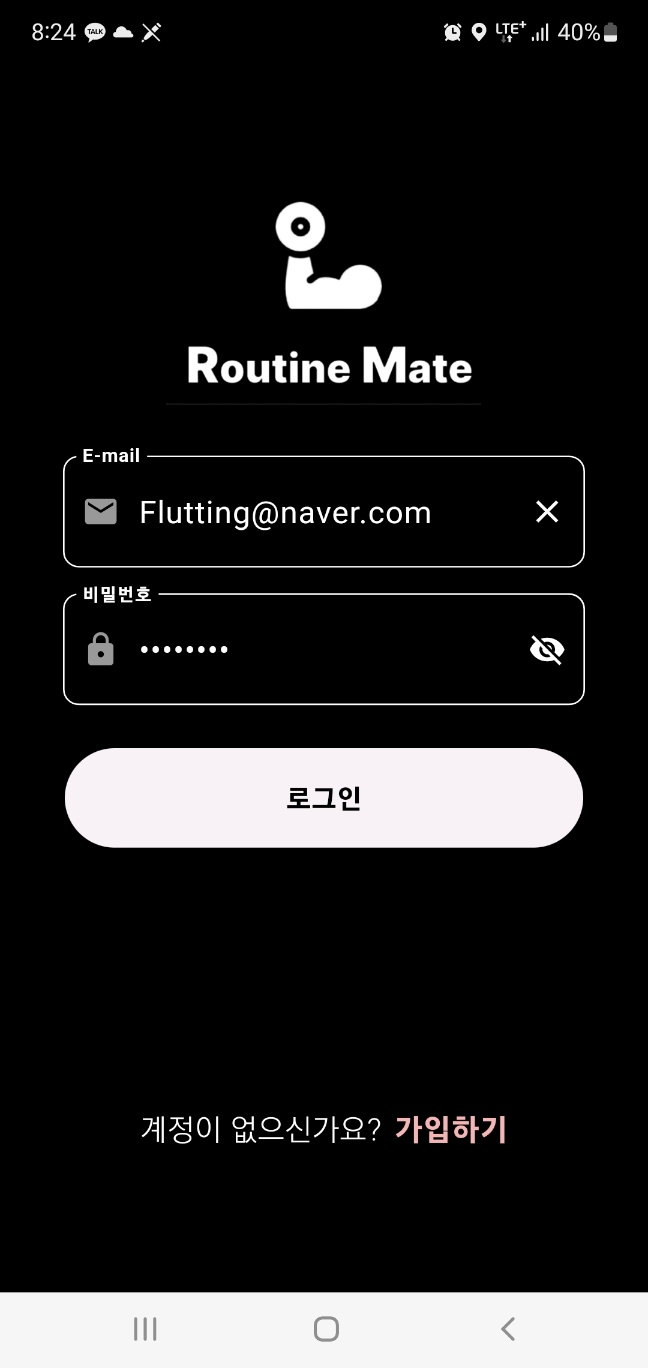 8:24 TALK LTE+ 40%
Routine Mate
E-mail
Flutting@naver.com
비밀번호
••••••••
로그인
계정이 없으신가요? 가입하기